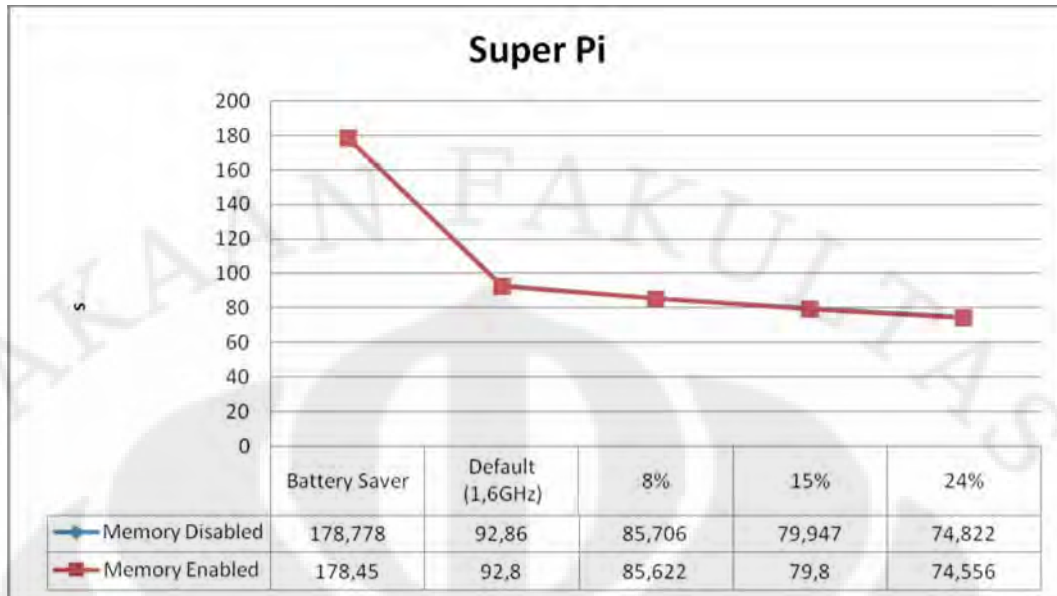 Super Pi
200
180
160
140
120
100
80
60
40
20
0
s
Battery Saver Default (1,6GHz) 8% 15% 24%
Memory Disabled 178,778 92,86 85,706 79,947 74,822
Memory Enabled 178,45 92,8 85,622 79,8 74,556
AKAAN FAKULTAS